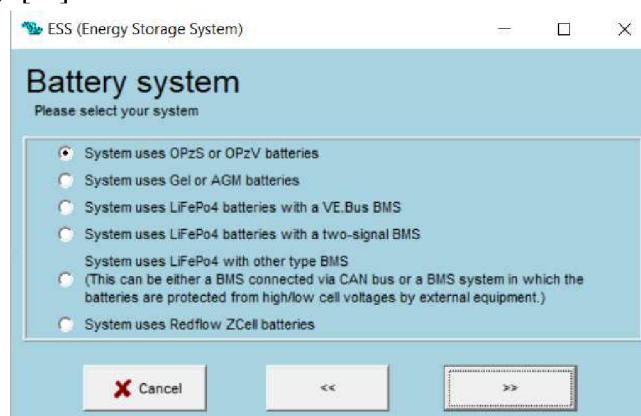 ESS (Energy Storage System)
Battery system
Please select your system
System uses OPzS or OPzV batteries
System uses Gel or AGM batteries
System uses LiFePo4 batteries with a VE.Bus BMS
System uses LiFePo4 batteries with a two-signal BMS
System uses LiFePo4 with other type BMS
(This can be either a BMS connected via CAN bus or a BMS system in which the
batteries are protected from high/low cell voltages by external equipment.)
System uses Redflow ZCell batteries
Cancel << >>